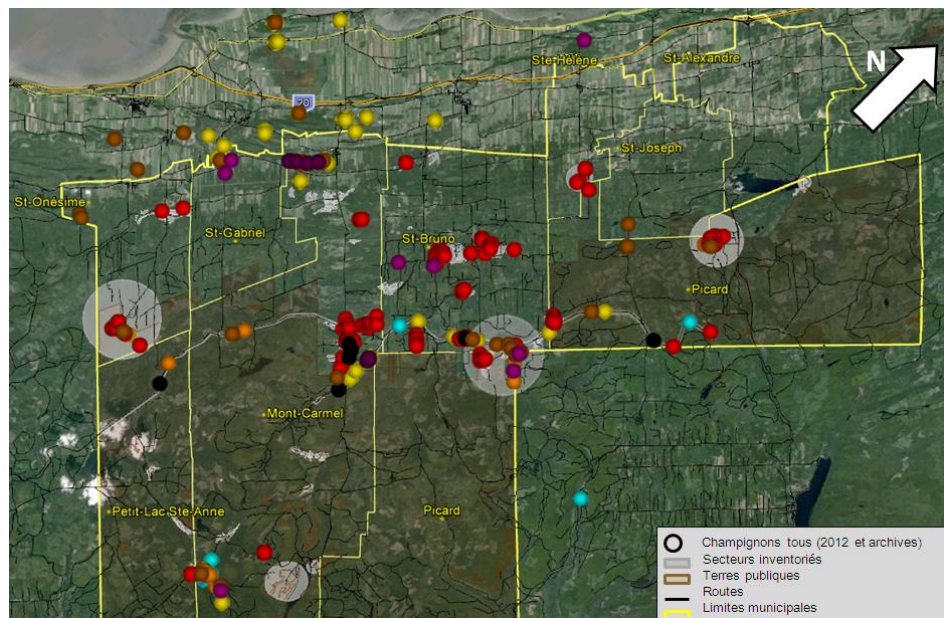 N
Ste-Hélène
St-Alexandre
20
St-Joseph
St-Onésime
St-Gabriel
St-Bruno
Picard
Mont-Carmel
Petit-Lac Ste-Anne
Picard
Champignons tous (2012 et archives)
Secteurs inventoriés
Terres publiques
Routes
Limites municipales